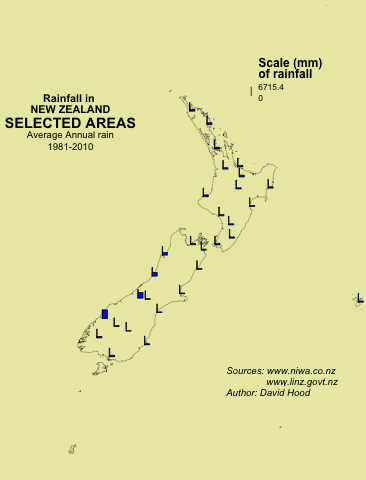 Scale (mm)
of rainfall
6715.4
0
Rainfall in
NEW ZEALAND
SELECTED AREAS
Average Annual rain
1981-2010
Sources: www.niwa.co.nz
www.linz.govt.nz
Author: David Hood